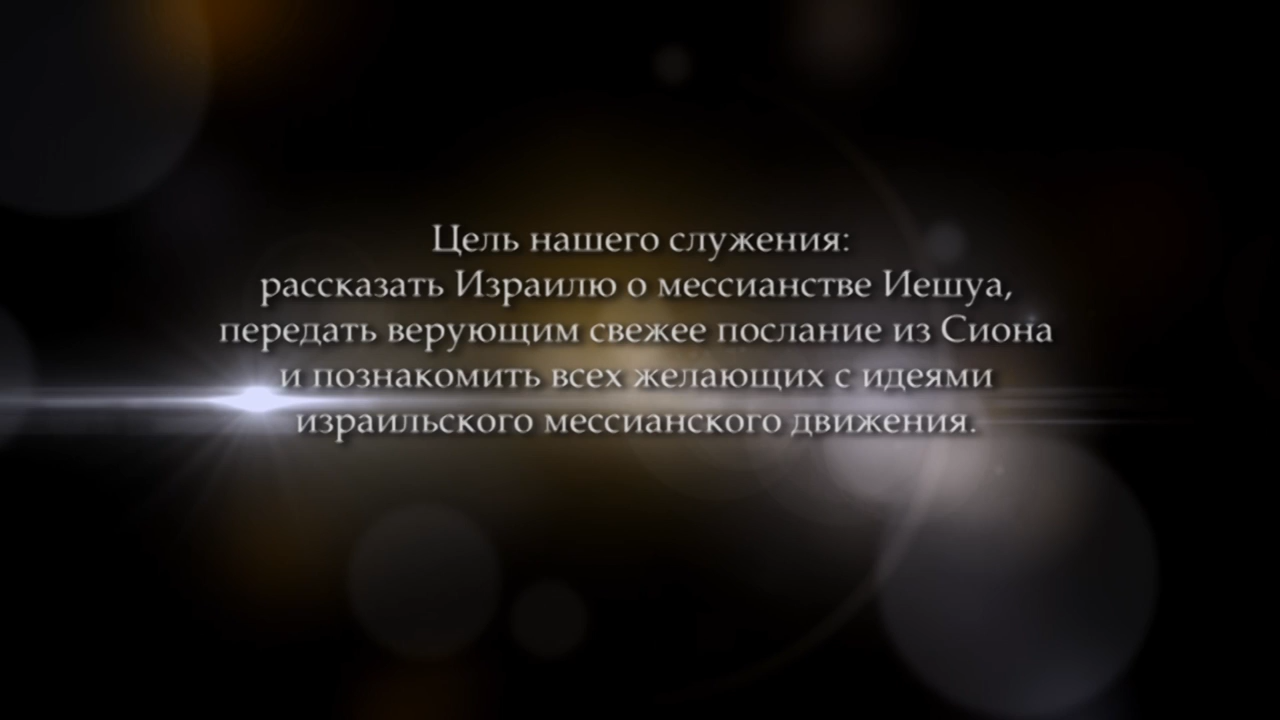 Цель нашего служения:
рассказать Израилю о мессианстве Иешуа,
передать верующим свежее послание из Сиона
и познакомить всех желающих с идеями
израильского мессианского движения.